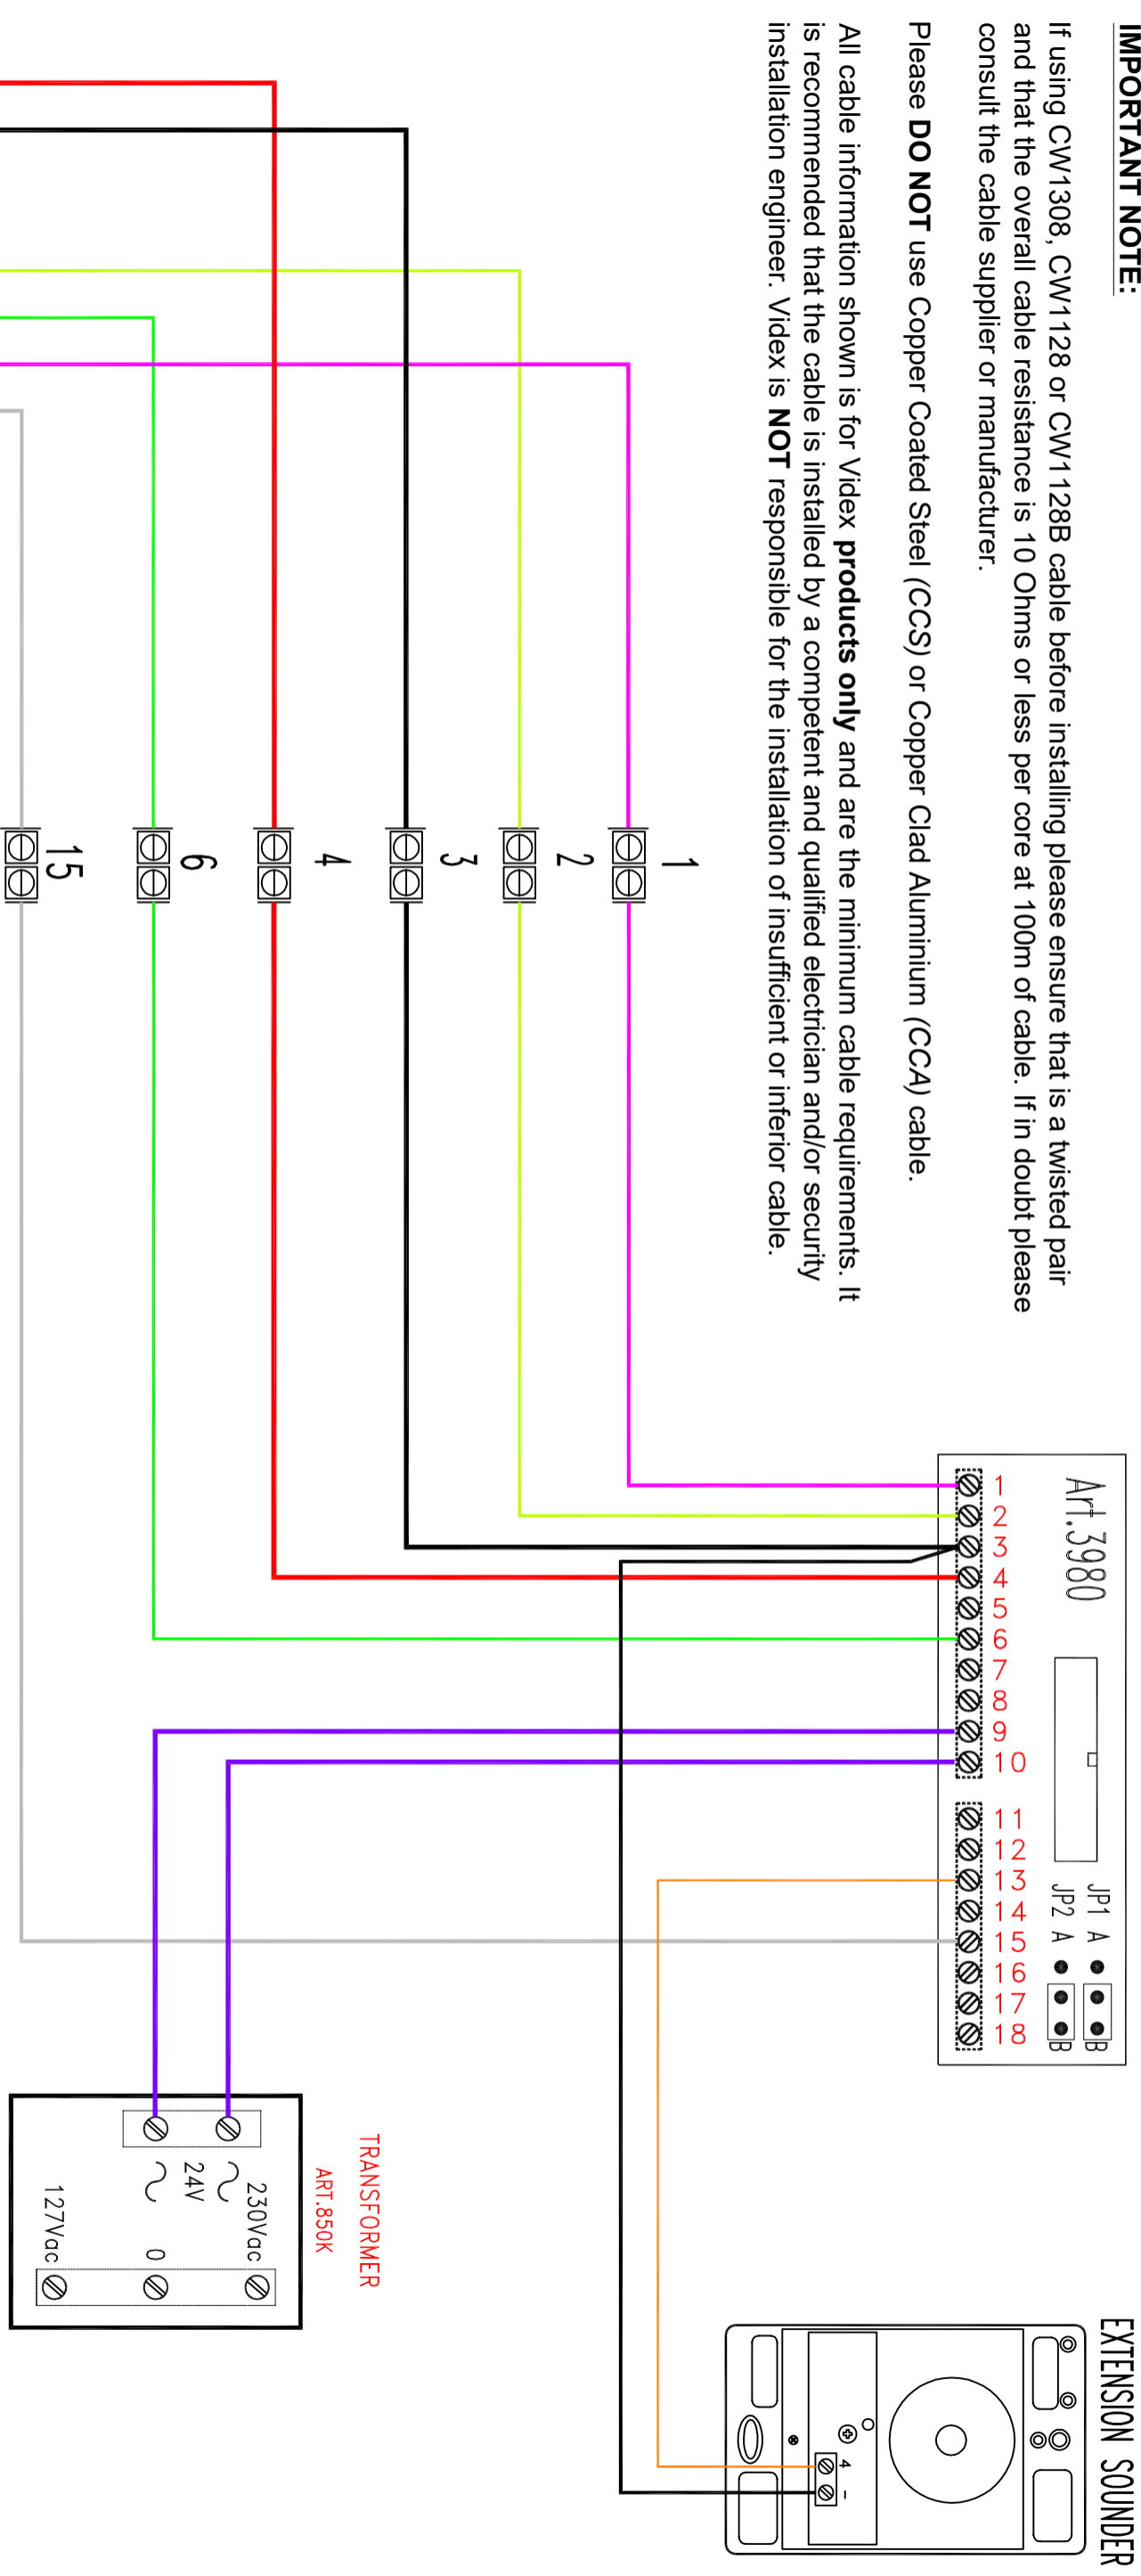 IMPORTANT NOTE:
If using CW1308, CW1128 or CW1128B cable before installing please ensure that is a twisted pair
and that the overall cable resistance is 10 Ohms or less per core at 100m of cable. If in doubt please
consult the cable supplier or manufacturer.
Please DO NOT use Copper Coated Steel (CCS) or Copper Clad Aluminium (CCA) cable.
All cable information shown is for Videx products only and are the minimum cable requirements. It
is recommended that the cable is installed by a competent and qualified electrician and/or security
installation engineer. Videx is NOT responsible for the installation of insufficient or inferior cable.
1
2
3
4
6
15
Art.3980
JP1 A B
JP2 A B
1
2
3
4
5
6
7
8
9
10
11
12
13
14
15
16
17
18
TRANSFORMER
ART.850K
230Vac
24V
0
127Vac
EXTENSION SOUNDER
4
-